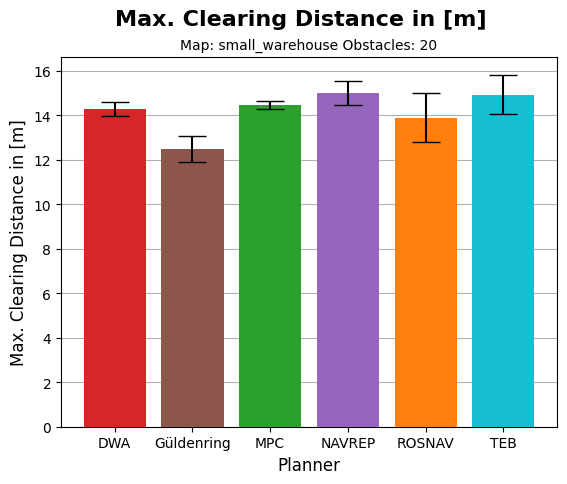 Max. Clearing Distance in [m]
Map: small_warehouse Obstacles: 20
Max. Clearing Distance in [m]
16
14
12
10
8
6
4
2
0
DWA Güldenring MPC NAVREP ROSNAV TEB
Planner